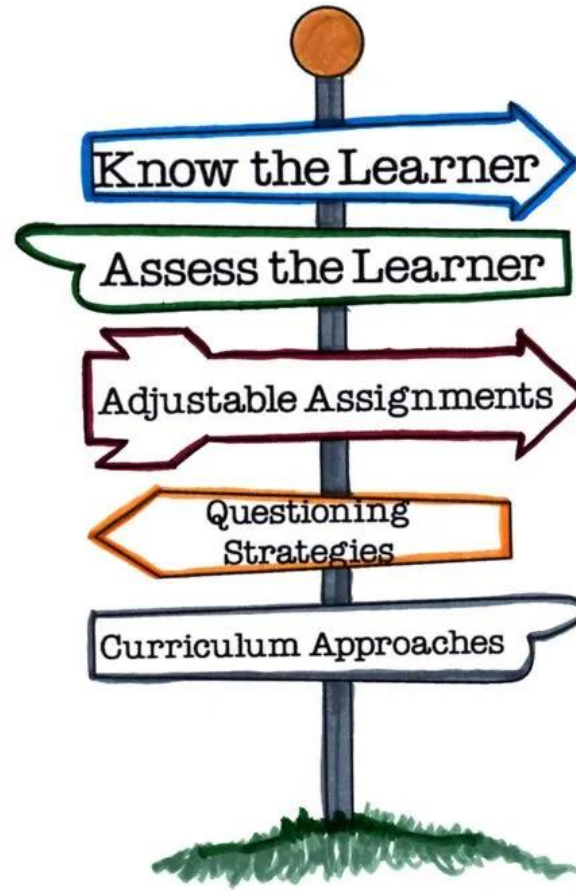 Know the Learner
Assess the Learner
Adjustable Assignments
Questioning
Strategies
Curriculum Approaches